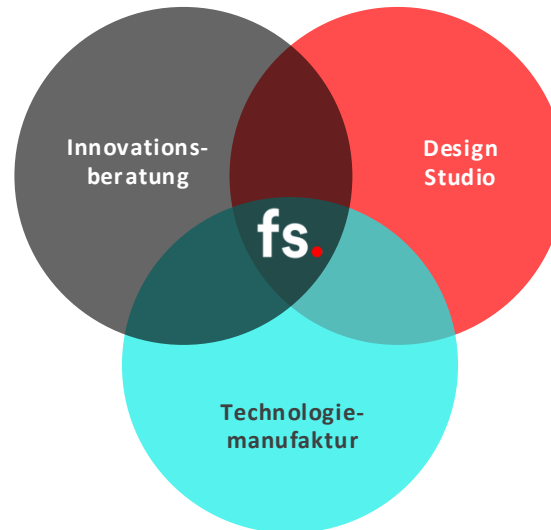 Innovations-
beratung
Design
Studio
fs.
Technologie-
manufaktur